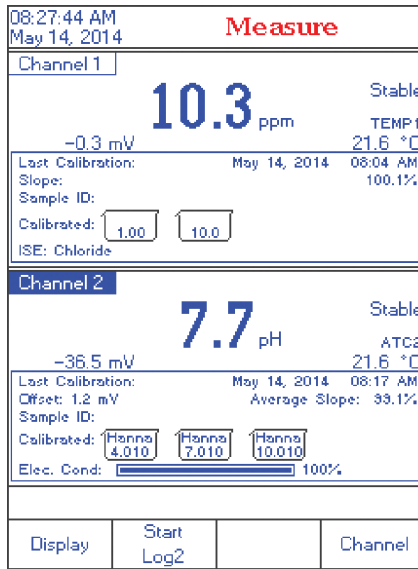 08:27:44 AM
May 14, 2014
Measure
Channel 1
10.3 ppm
Stable
TEMP1
-0.3 mV
21.6 °C
Last Calibration: May 14, 2014 08:04 AM
Slope: 100.1%
Sample ID:
Calibrated: 1.00 10.0
ISE: Chloride
Channel 2
7.7 pH
Stable
ATC2
-36.5 mV
21.6 °C
Last Calibration: May 14, 2014 08:17 AM
Offset: 1.2 mV Average Slope: 99.1%
Sample ID:
Calibrated: Hanna 4.010 Hanna 7.010 Hanna 10.010
Elec. Cond: 100%
Display
Start Log2
Channel